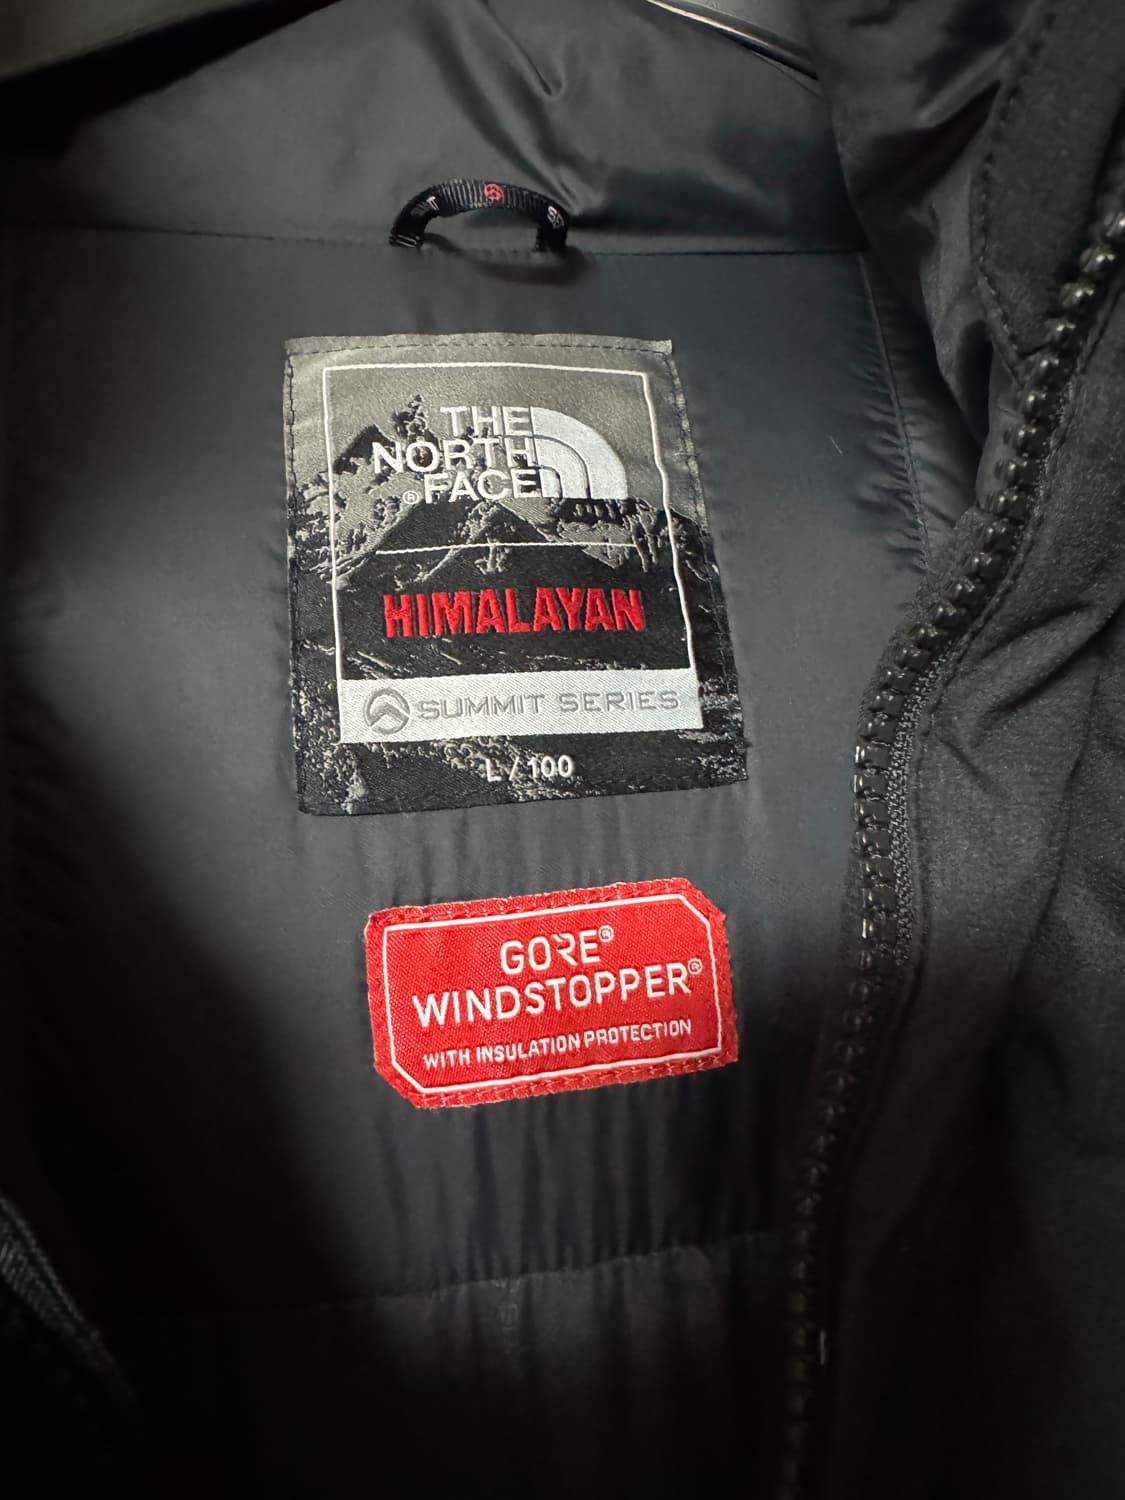 THE
NORTH
® FACE
HIMALAYAN
SUMMIT SERIES
L / 100
GORE®
WINDSTOPPER®
WITH INSULATION PROTECTION